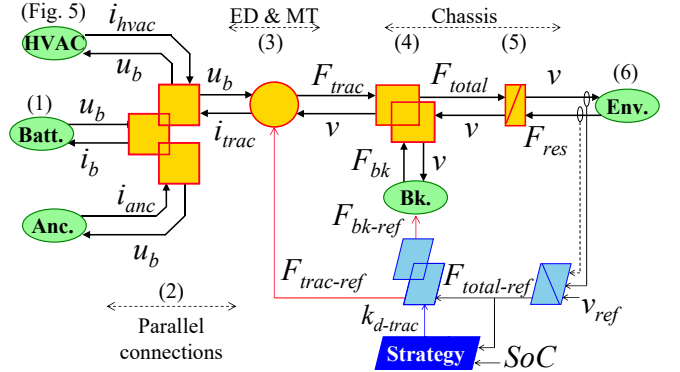 (Fig. 5)
HVAC
i_hvac
u_b
ED & MT
(3)
Chassis
(4)
(5)
(6)
(1)
Batt.
u_b
i_b
u_b
i_trac
F_trac
v
F_total
v
v
F_res
Env.
F_bk
v
Bk.
Anc.
i_anc
u_b
F_bk-ref
F_trac-ref
F_total-ref
v_ref
(2)
Parallel
connections
k_d-trac
Strategy
SoC